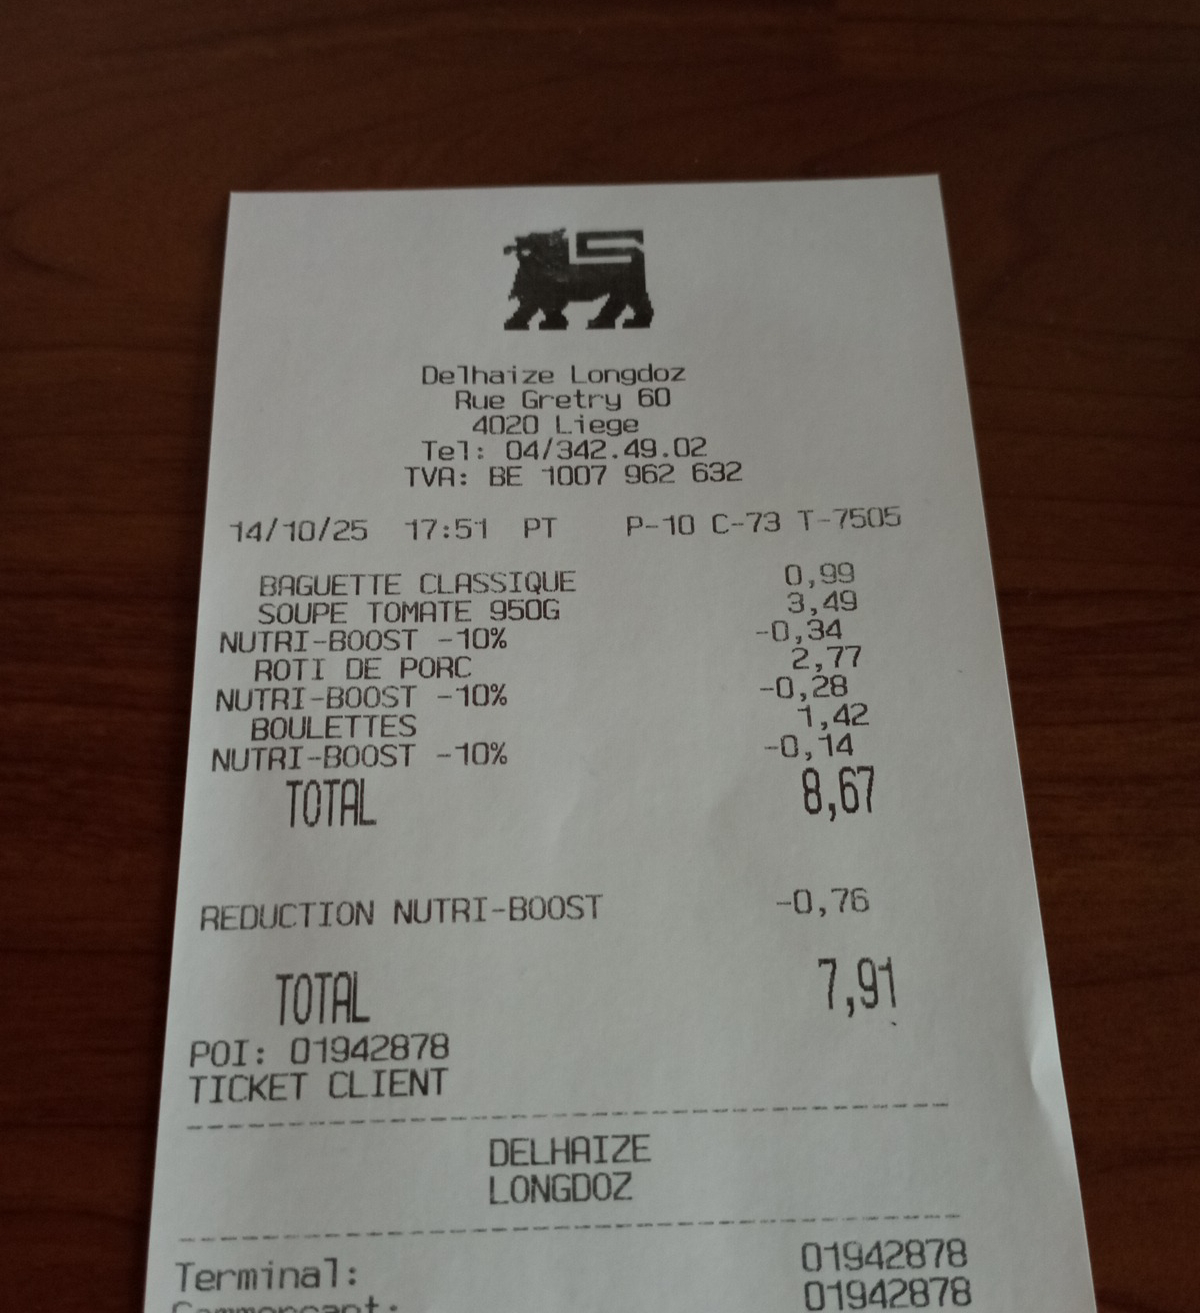 Delhaize Longdoz
Rue Gretry 60
4020 Liege
Tel: 04/342.49.02
TVA: BE 1007 962 632
14/10/25 17:51 PT P-10 C-73 T-7505
BAGUETTE CLASSIQUE 0,99
SOUPE TOMATE 950G 3,49
NUTRI-BOOST -10% -0,34
ROTI DE PORC 2,77
NUTRI-BOOST -10% -0,28
BOULETTES 1,42
NUTRI-BOOST -10% -0,14
TOTAL 8,67
REDUCTION NUTRI-BOOST -0,76
TOTAL 7,91
POI: 01942878
TICKET CLIENT
DELHAIZE
LONGDOZ
Terminal: 01942878
Commerçant: 01942878